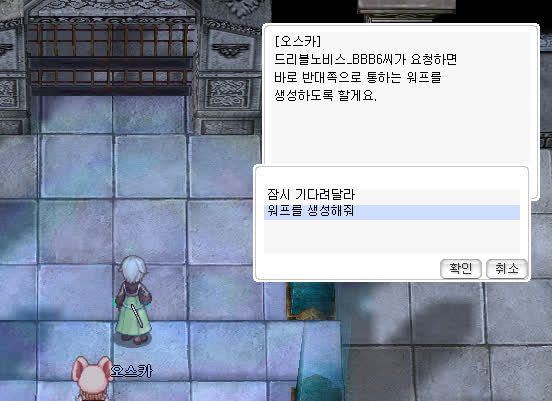 [오스카]
드리블노비스_BBB6씨가 요청하면
바로 반대쪽으로 통하는 워프를
생성하도록 할게요.
잠시 기다려달라
워프를 생성해줘
확인 취소
오스카